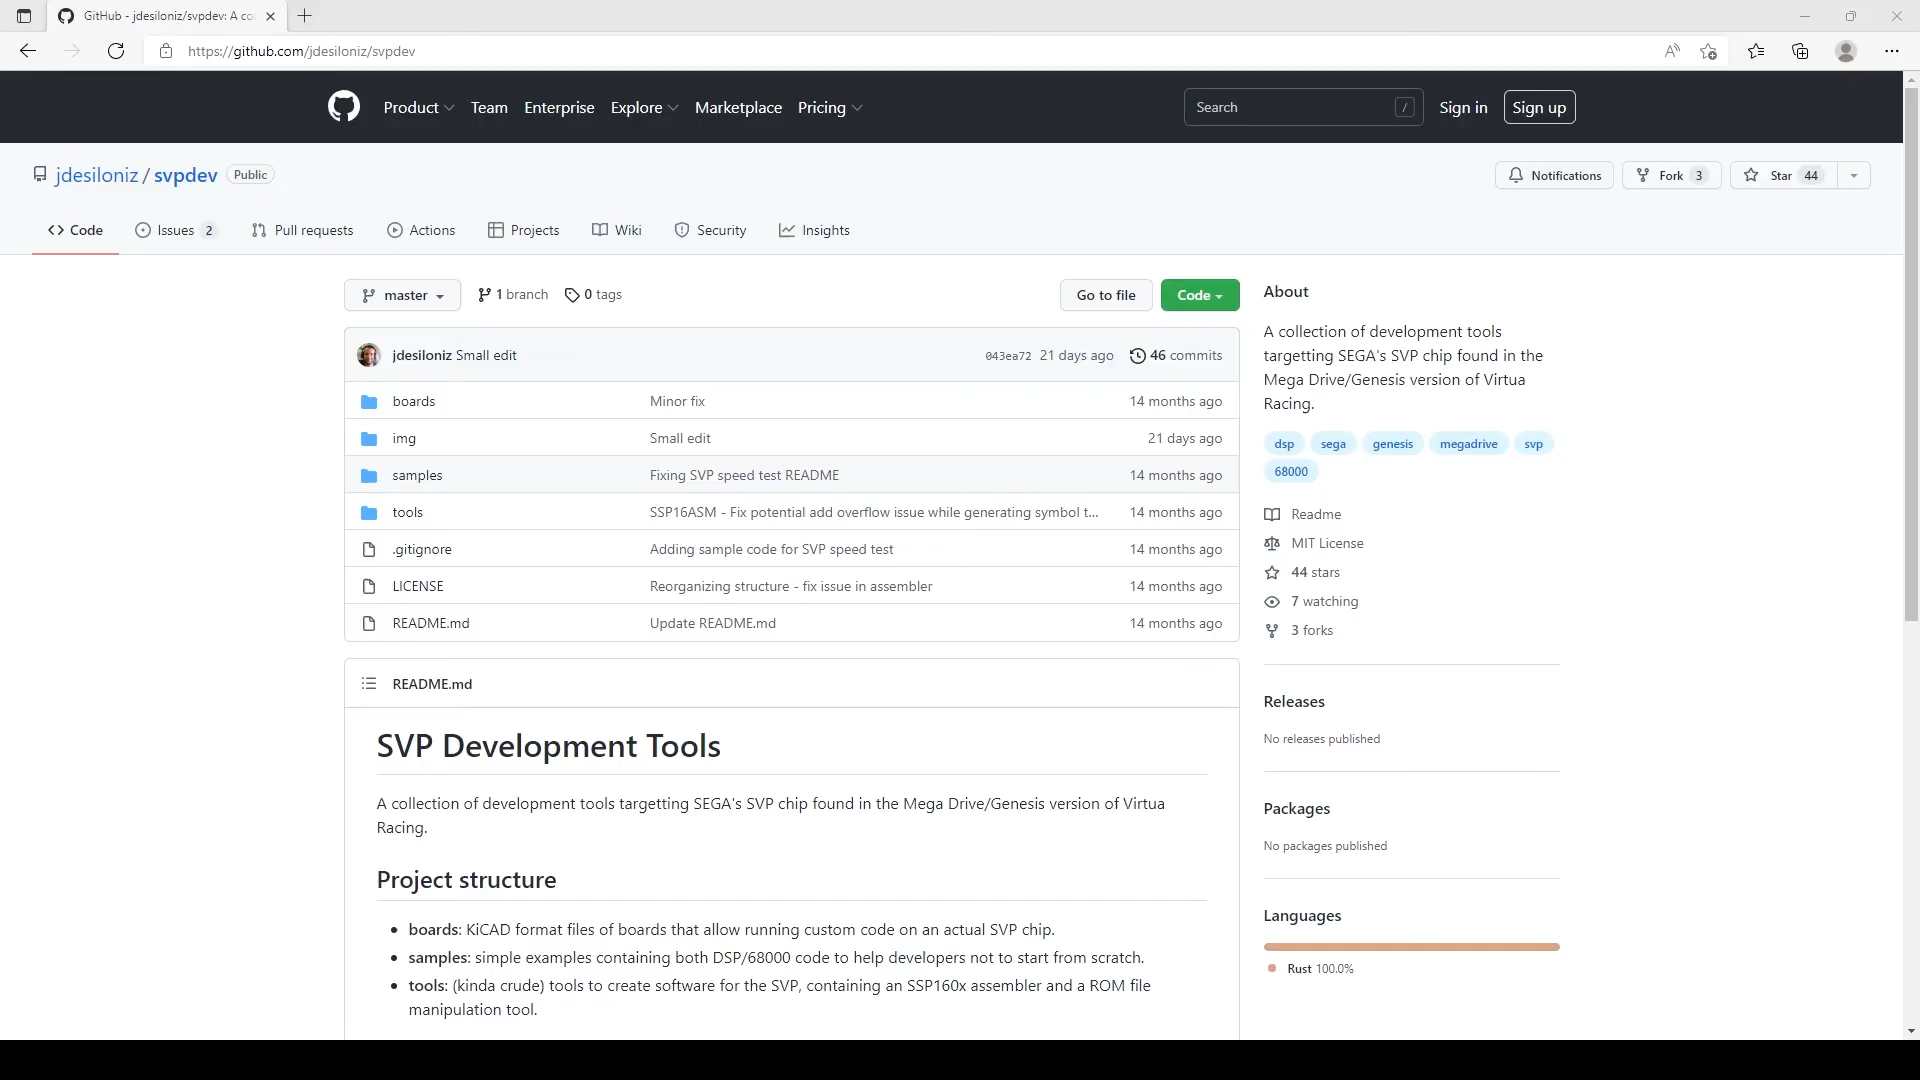 GitHub - jdesiloniz/svpdev: A co
https://github.com/jdesiloniz/svpdev
Product Team Enterprise Explore Marketplace Pricing
Search /
Sign in Sign up
jdesiloniz / svpdev Public
Notifications Fork 3 Star 44
Code Issues 2 Pull requests Actions Projects Wiki Security Insights
master 1 branch 0 tags Go to file Code
jdesiloniz Small edit 043ea72 21 days ago 46 commits
boards Minor fix 14 months ago
img Small edit 21 days ago
samples Fixing SVP speed test README 14 months ago
tools SSP16ASM - Fix potential add overflow issue while generating symbol t... 14 months ago
.gitignore Adding sample code for SVP speed test 14 months ago
LICENSE Reorganizing structure - fix issue in assembler 14 months ago
README.md Update README.md 14 months ago
README.md
SVP Development Tools
A collection of development tools targetting SEGA's SVP chip found in the Mega Drive/Genesis version of Virtua
Racing.
Project structure
• boards: KiCAD format files of boards that allow running custom code on an actual SVP chip.
• samples: simple examples containing both DSP/68000 code to help developers not to start from scratch.
• tools: (kinda crude) tools to create software for the SVP, containing an SSP160x assembler and a ROM file
manipulation tool.
About
A collection of development tools
targetting SEGA's SVP chip found in the
Mega Drive/Genesis version of Virtua
Racing.
dsp sega genesis megadrive svp
68000
Readme
MIT License
44 stars
7 watching
3 forks
Releases
No releases published
Packages
No packages published
Languages
Rust 100.0%